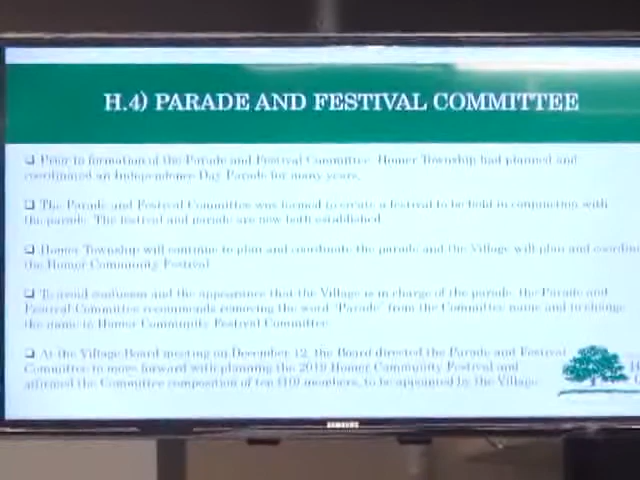 H.4) PARADE AND FESTIVAL COMMITTEE
❑ Prior to formation of the Parade and Festival Committee, Homer Township had planned and
coordinated an Independence Day Parade for many years.
❑ The Parade and Festival Committee was formed to create a festival to be held in conjunction with
the parade. The festival and parade are now both established.
❑ Homer Township will continue to plan and coordinate the parade and the Village will plan and coordin
the Homer Community Festival.
❑ To avoid confusion and the appearance that the Village is in charge of the parade, the Parade and
Festival Committee recommends removing the word "Parade" from the Committee name and to change
the name to Homer Community Festival Committee.
❑ At the Village Board meeting on December 12, the Board directed the Parade and Festival
Committee to move forward with planning the 2019 Homer Community Festival and
affirmed the Committee composition of ten (10) members, to be appointed by the Village.
H
SAMSUNG